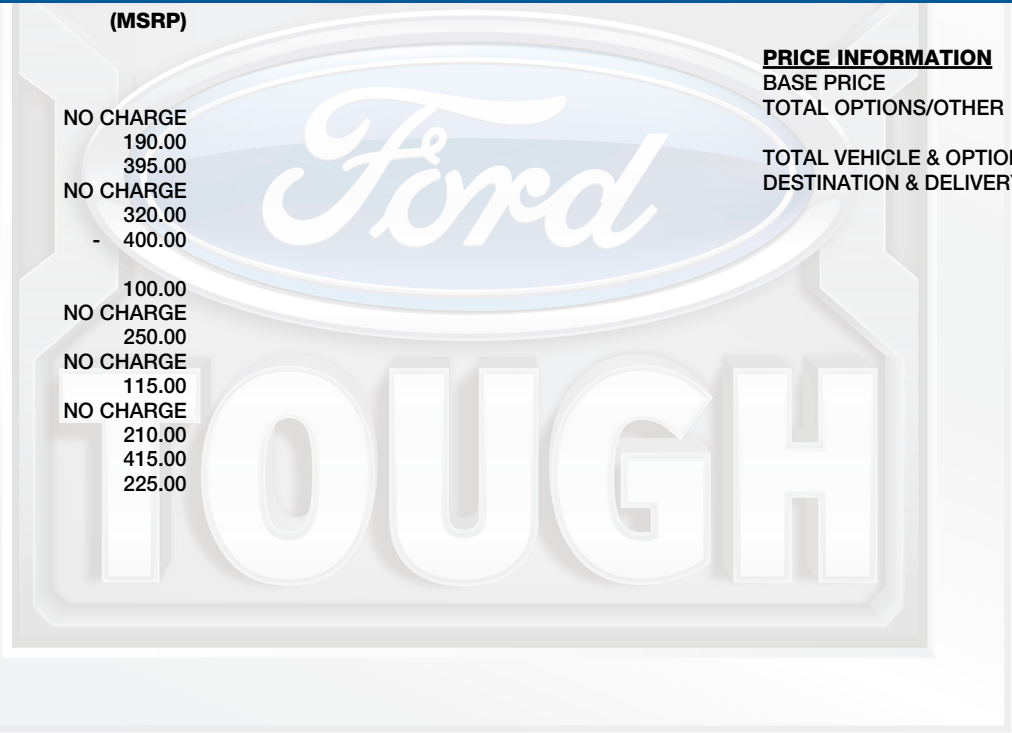 (MSRP)
NO CHARGE
190.00
395.00
NO CHARGE
320.00
- 400.00
100.00
NO CHARGE
250.00
NO CHARGE
115.00
NO CHARGE
210.00
415.00
225.00
PRICE INFORMATION
BASE PRICE
TOTAL OPTIONS/OTHER
TOTAL VEHICLE & OPTION
DESTINATION & DELIVERY
Ford
TOUGH